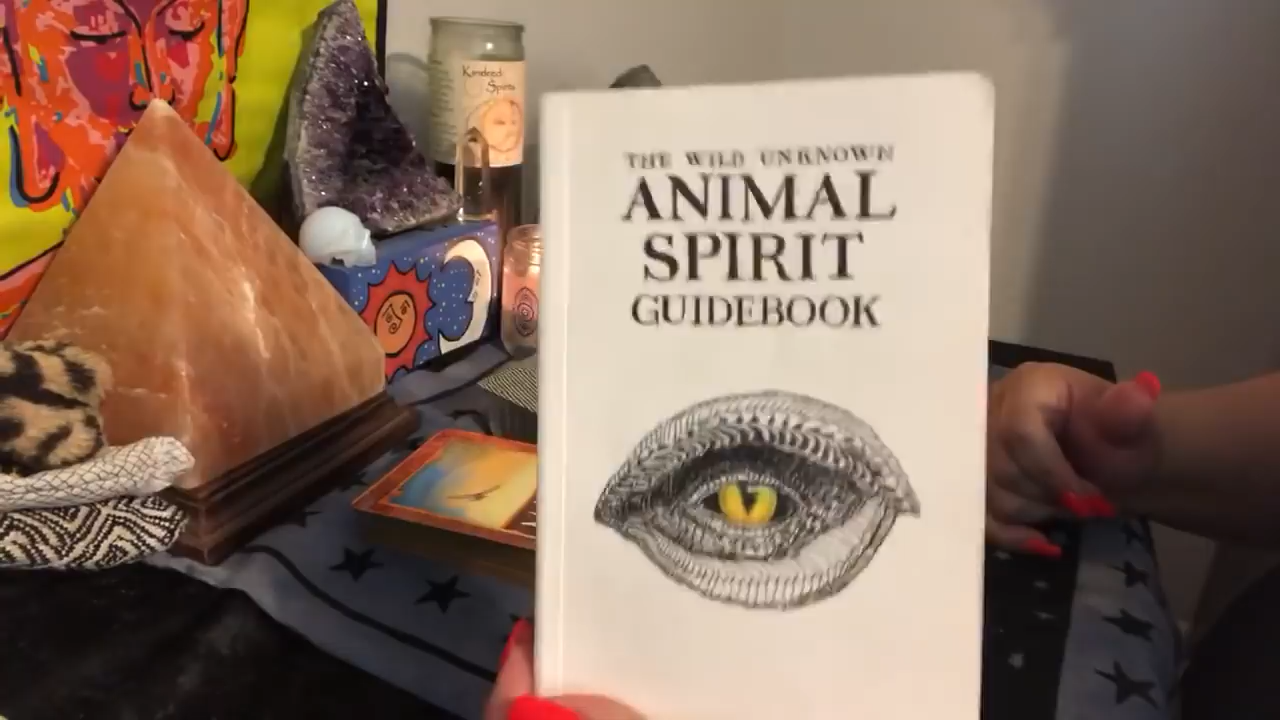 Kindred
Spirits
THE WILD UNKNOWN
ANIMAL
SPIRIT
GUIDEBOOK